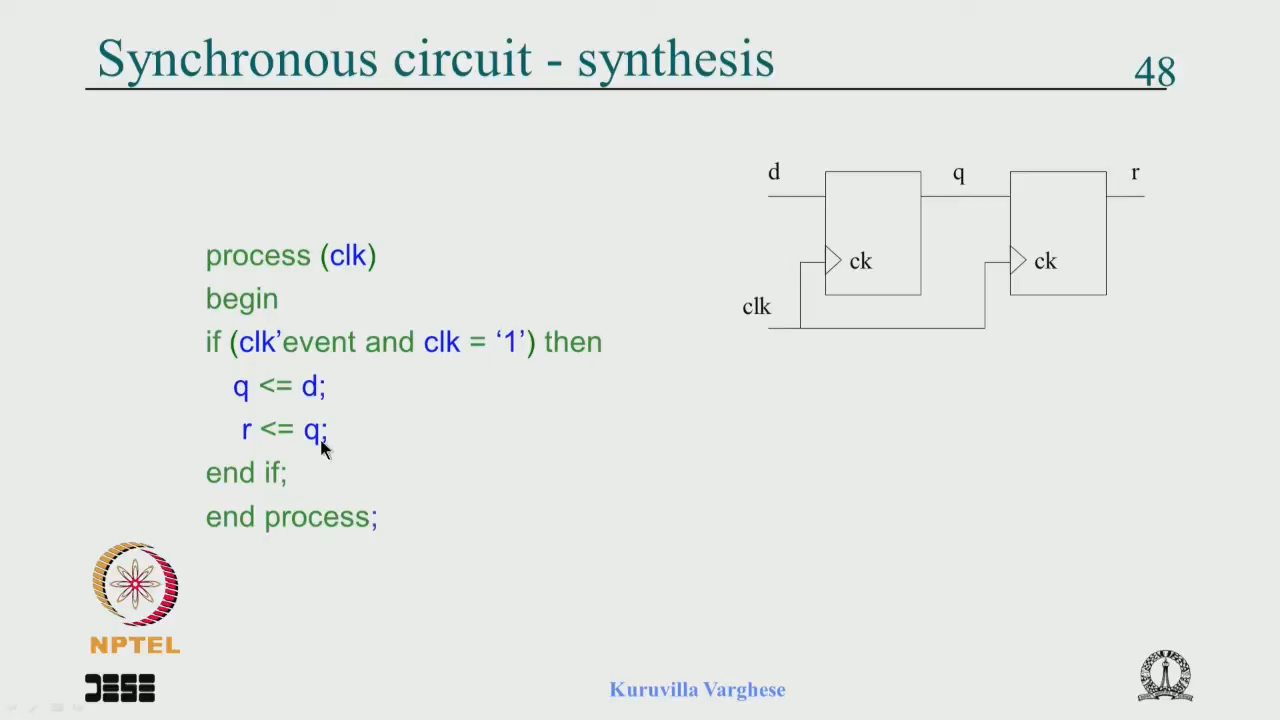 Synchronous circuit - synthesis
48
d
q
r
ck
ck
clk
process (clk)
begin
if (clk’event and clk = ‘1’) then
q <= d;
r <= q;
end if;
end process;
NPTEL
DESE
Kuruvilla Varghese